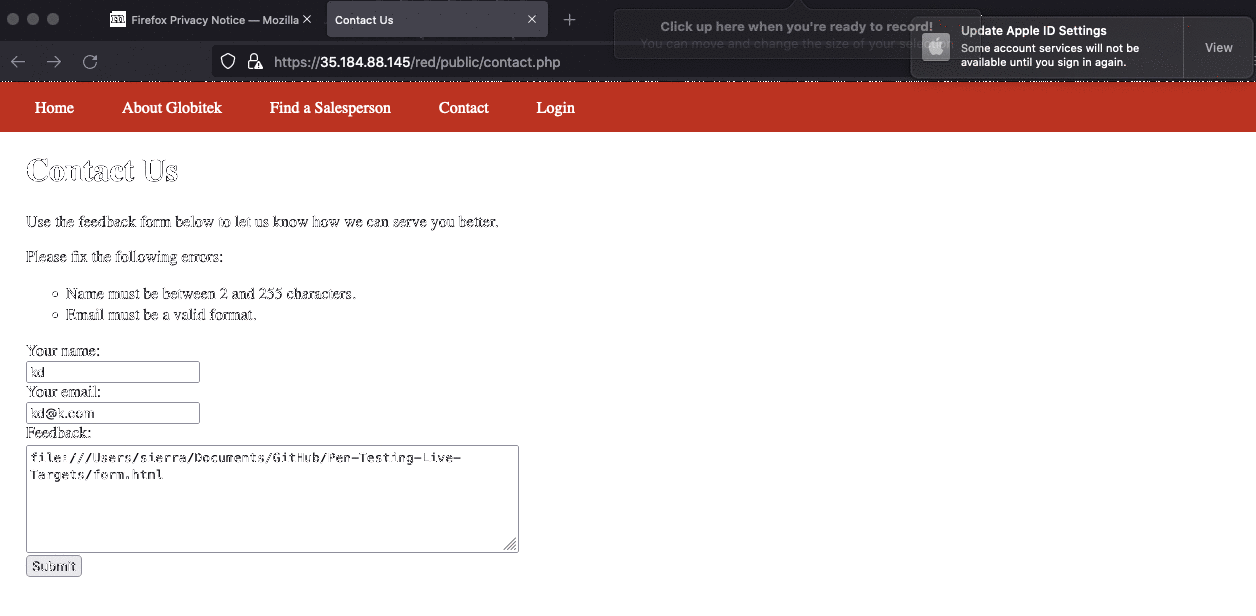 Firefox Privacy Notice — Mozilla
Contact Us
Click up here when you're ready to record!
You can move and change the size of your selection
Update Apple ID Settings
Some account services will not be
available until you sign in again.
View
https://35.184.88.145/red/public/contact.php
Home About Globitek Find a Salesperson Contact Login
Contact Us
Use the feedback form below to let us know how we can serve you better.
Please fix the following errors:
Name must be between 2 and 255 characters.
Email must be a valid format.
Your name:
kd
Your email:
kd@k.com
Feedback:
file:///Users/sierra/Documents/GitHub/Pen-Testing-Live-
Targets/form.html
Submit